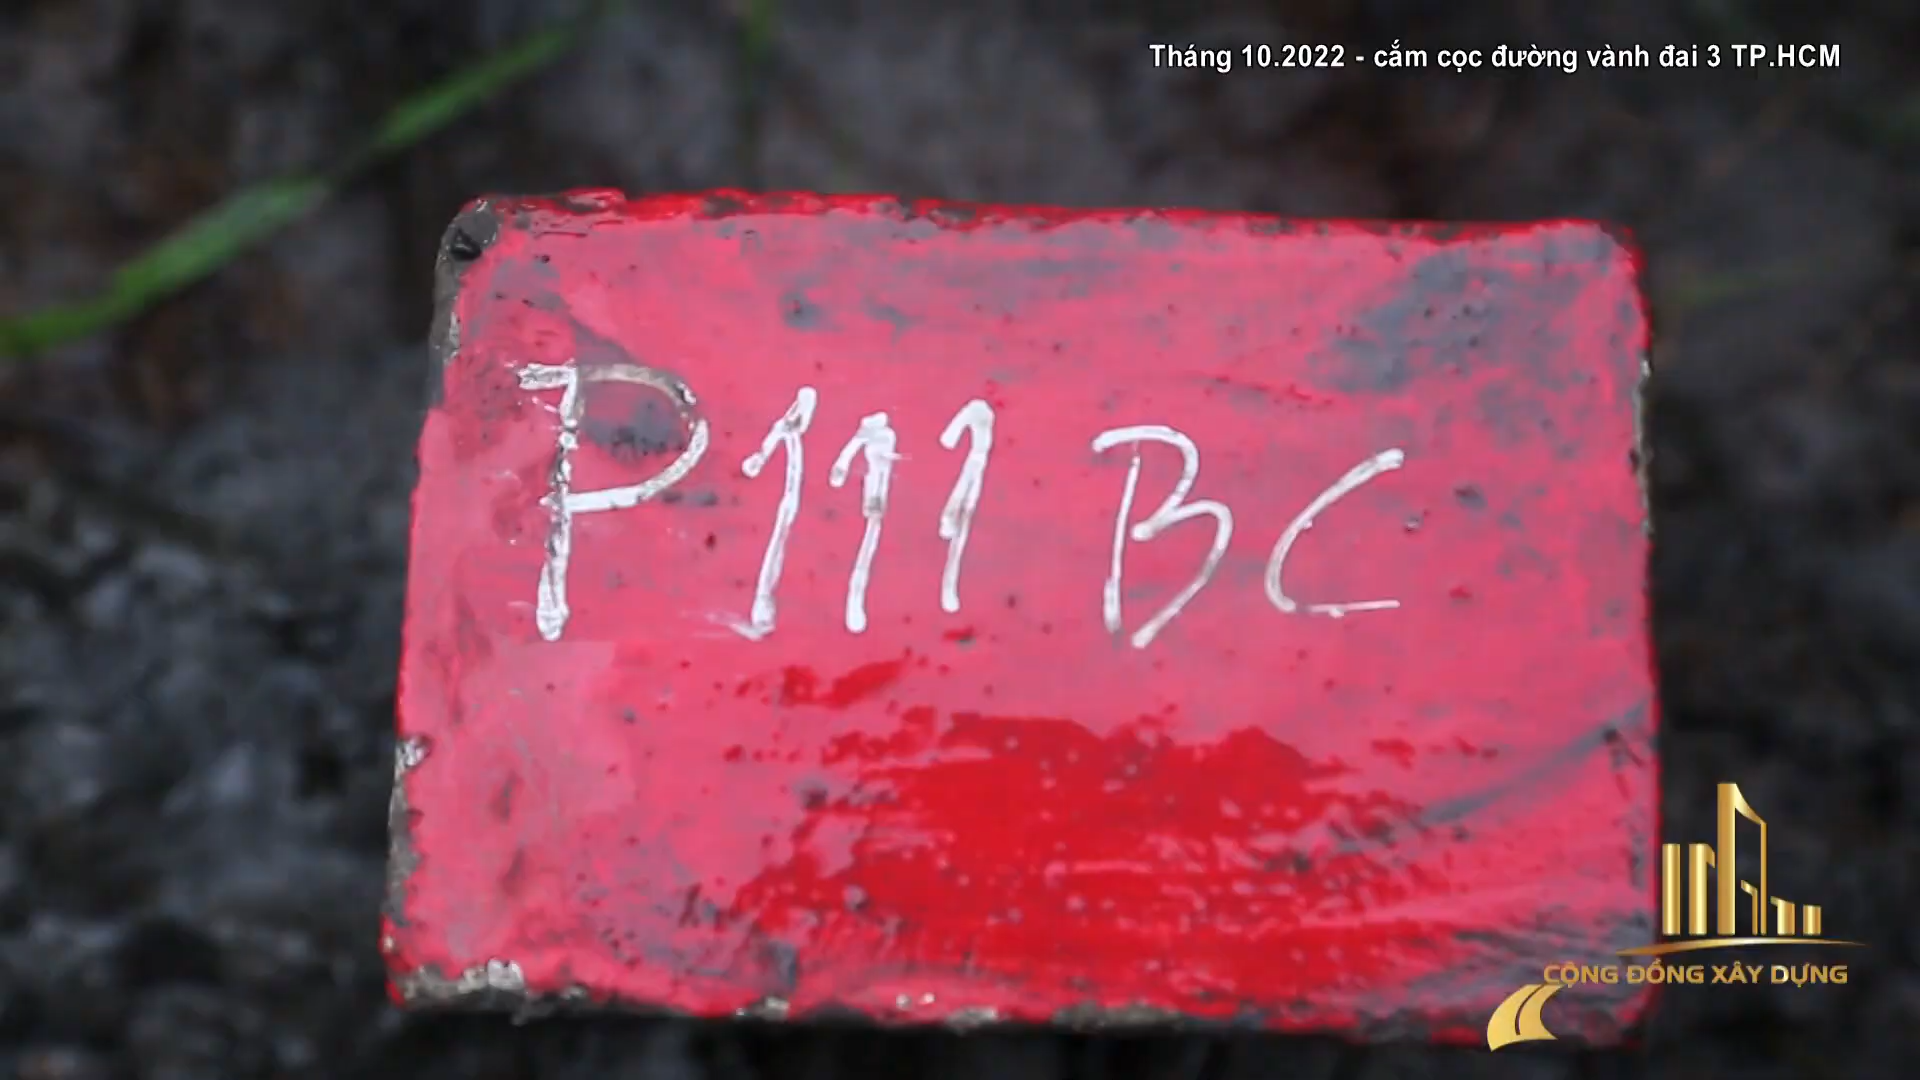 Tháng 10.2022 - cắm cọc đường vành đai 3 TP.HCM
P111 BC
CỘNG ĐỒNG XÂY DỰNG